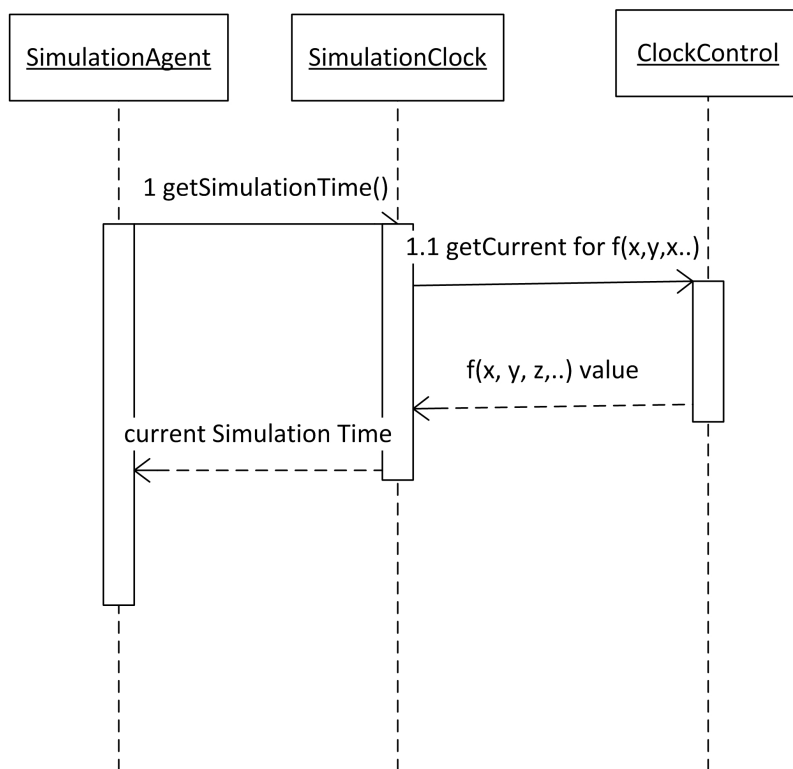 SimulationAgent
SimulationClock
ClockControl
1 getSimulationTime()
1.1 getCurrent for f(x,y,x..)
f(x, y, z,..) value
current Simulation Time